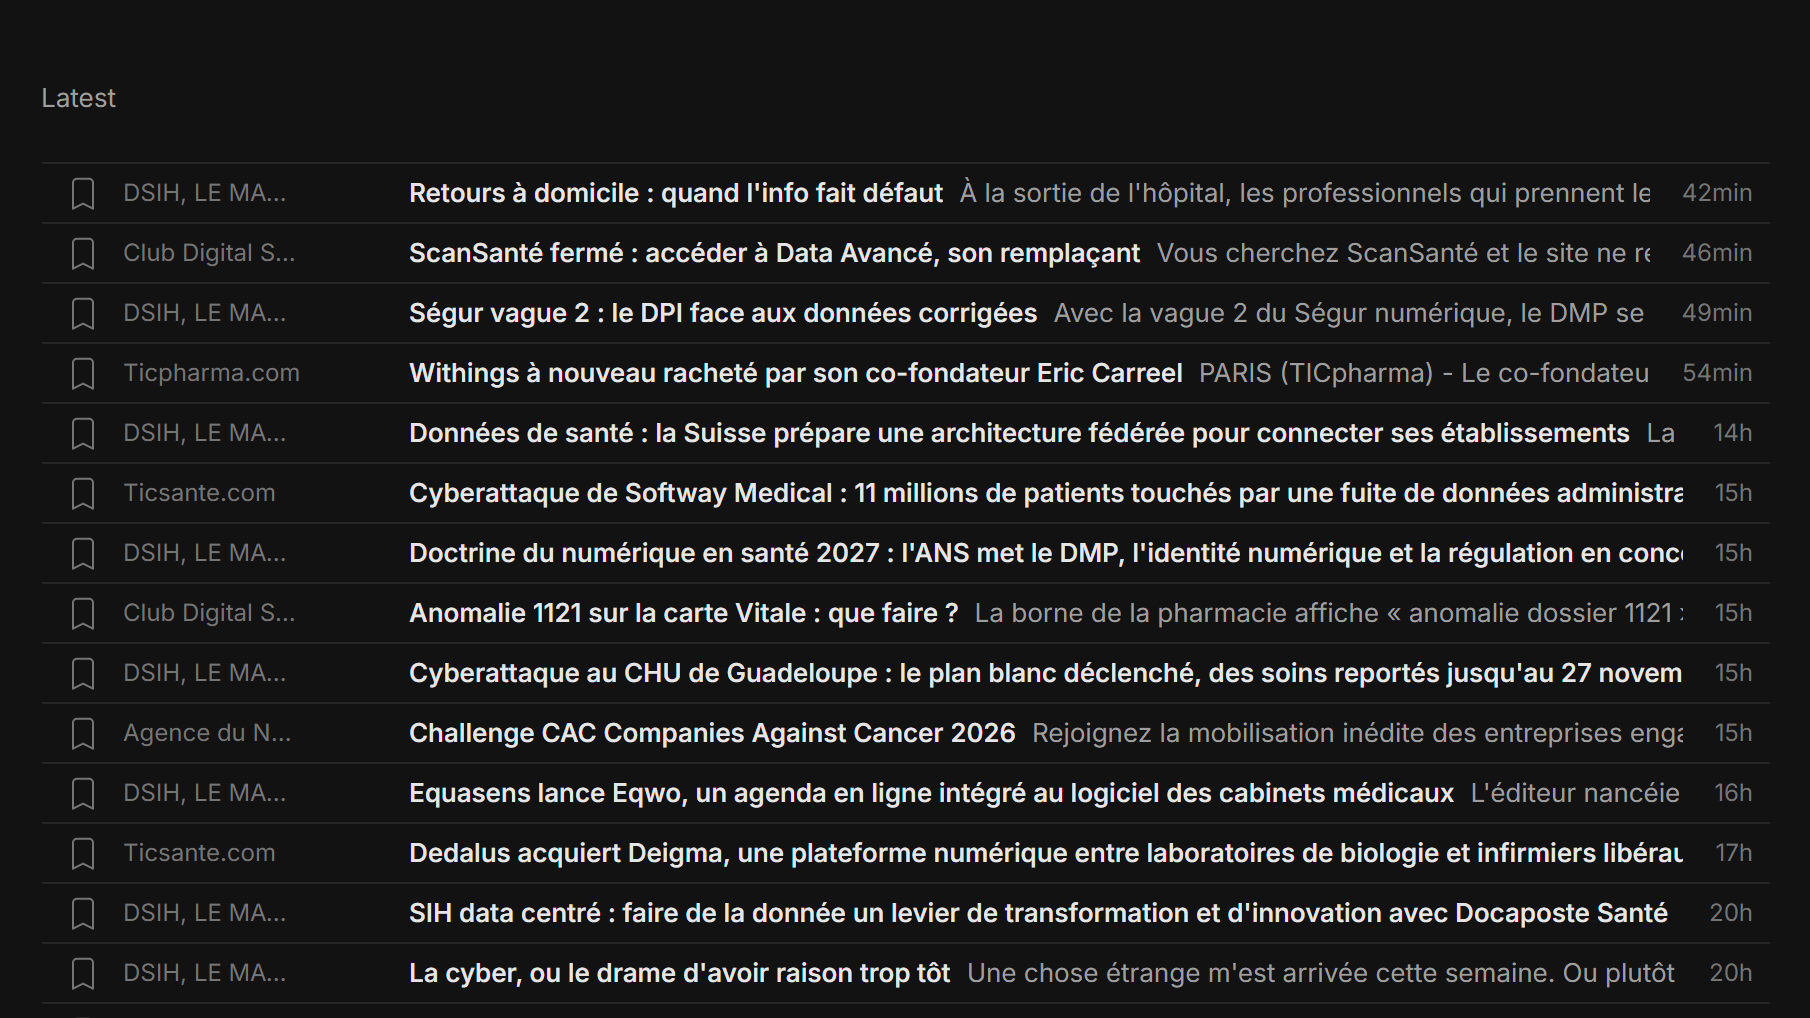 Latest
DSIH, LE MA... Retours à domicile : quand l'info fait défaut À la sortie de l'hôpital, les professionnels qui prennent le 42min
Club Digital S... ScanSanté fermé : accéder à Data Avancé, son remplaçant Vous cherchez ScanSanté et le site ne 46min
DSIH, LE MA... Ségur vague 2 : le DPI face aux données corrigées Avec la vague 2 du Ségur numérique, le DMP se 49min
Ticpharma.com Withings à nouveau racheté par son co-fondateur Eric Carreel PARIS (TICpharma) - Le co-fondateu 54min
DSIH, LE MA... Données de santé : la Suisse prépare une architecture fédérée pour connecter ses établissements La 14h
Ticsante.com Cyberattaque de Softway Medical : 11 millions de patients touchés par une fuite de données administra 15h
DSIH, LE MA... Doctrine du numérique en santé 2027 : l'ANS met le DMP, l'identité numérique et la régulation en conc 15h
Club Digital S... Anomalie 1121 sur la carte Vitale : que faire ? La borne de la pharmacie affiche « anomalie dossier 1121 15h
DSIH, LE MA... Cyberattaque au CHU de Guadeloupe : le plan blanc déclenché, des soins reportés jusqu'au 27 novem 15h
Agence du N... Challenge CAC Companies Against Cancer 2026 Rejoignez la mobilisation inédite des entreprises enga 15h
DSIH, LE MA... Equasens lance Eqwo, un agenda en ligne intégré au logiciel des cabinets médicaux L'éditeur nancéie 16h
Ticsante.com Dedalus acquiert Deigma, une plateforme numérique entre laboratoires de biologie et infirmiers libérau 17h
DSIH, LE MA... SIH data centré : faire de la donnée un levier de transformation et d'innovation avec Docaposte Santé 20h
DSIH, LE MA... La cyber, ou le drame d'avoir raison trop tôt Une chose étrange m'est arrivée cette semaine. Ou plutôt 20h